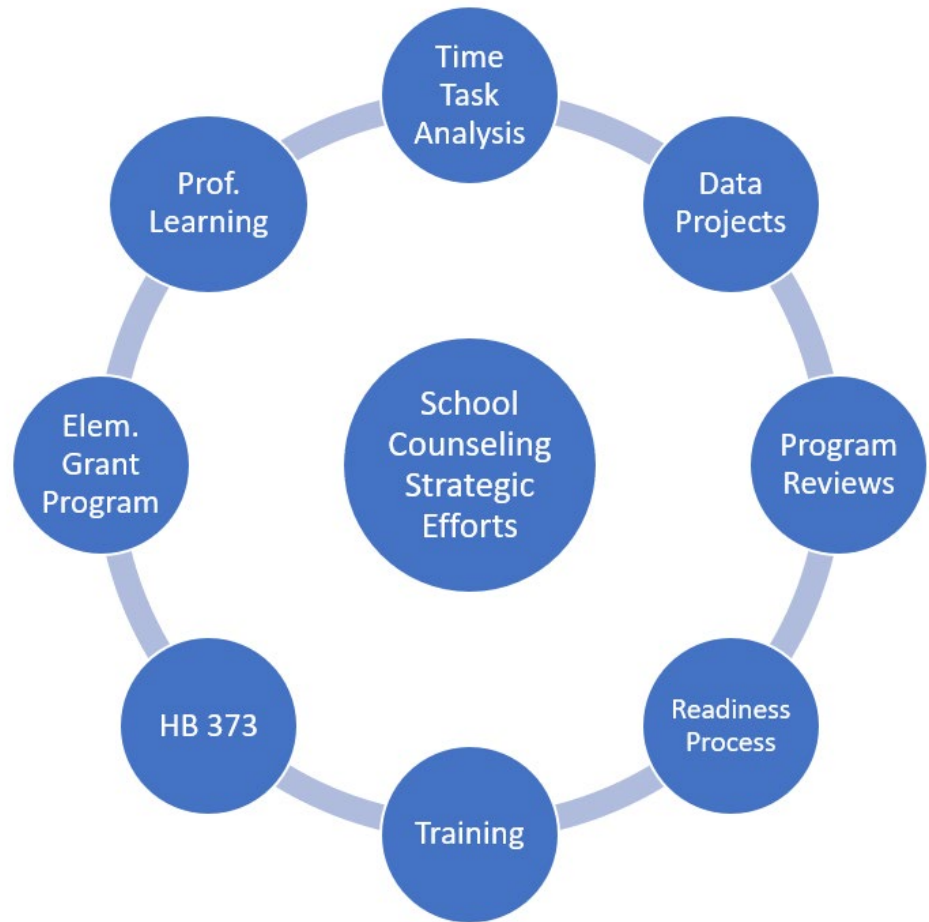 Time
Task
Analysis
Prof.
Learning
Data
Projects
School
Counseling
Strategic
Efforts
Elem.
Grant
Program
Program
Reviews
HB 373
Readiness
Process
Training